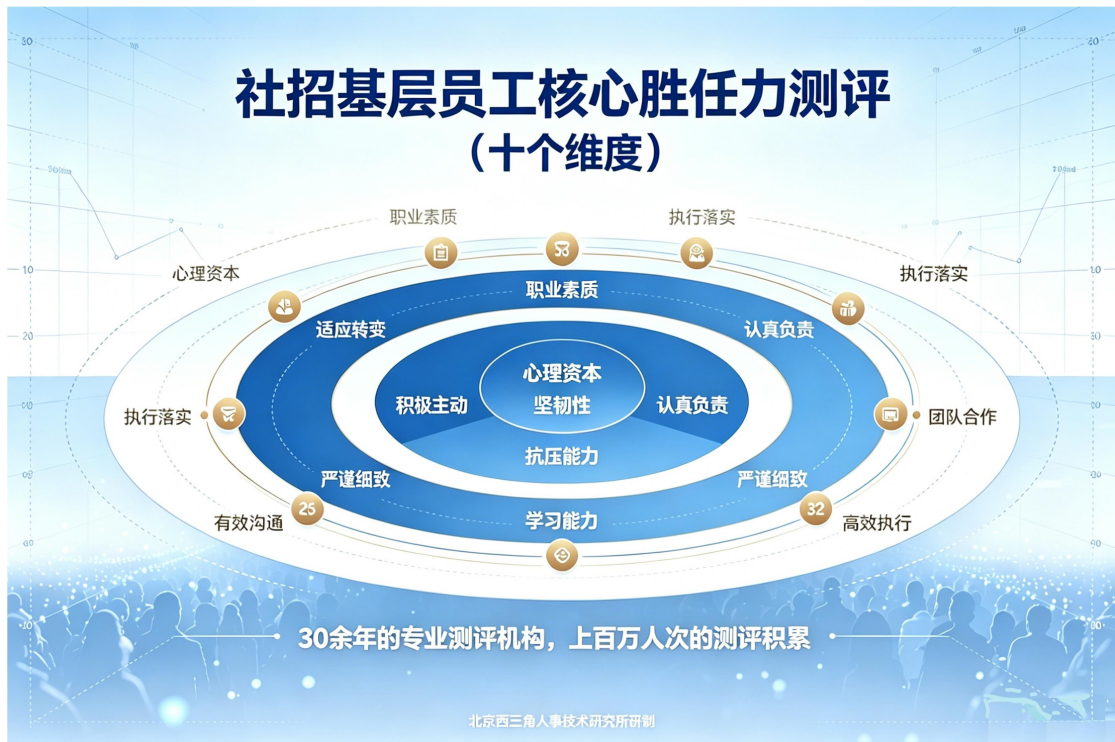 社招基层员工核心胜任力测评
（十个维度）
职业素质
执行落实
心理资本
执行落实
职业素质
适应转变
认真负责
心理资本
坚韧性
积极主动
认真负责
执行落实
团队合作
抗压能力
严谨细致
严谨细致
有效沟通
25
学习能力
32
高效执行
30余年的专业测评机构，上百万人次的测评积累
北京西三角人事技术研究所研制
10
20